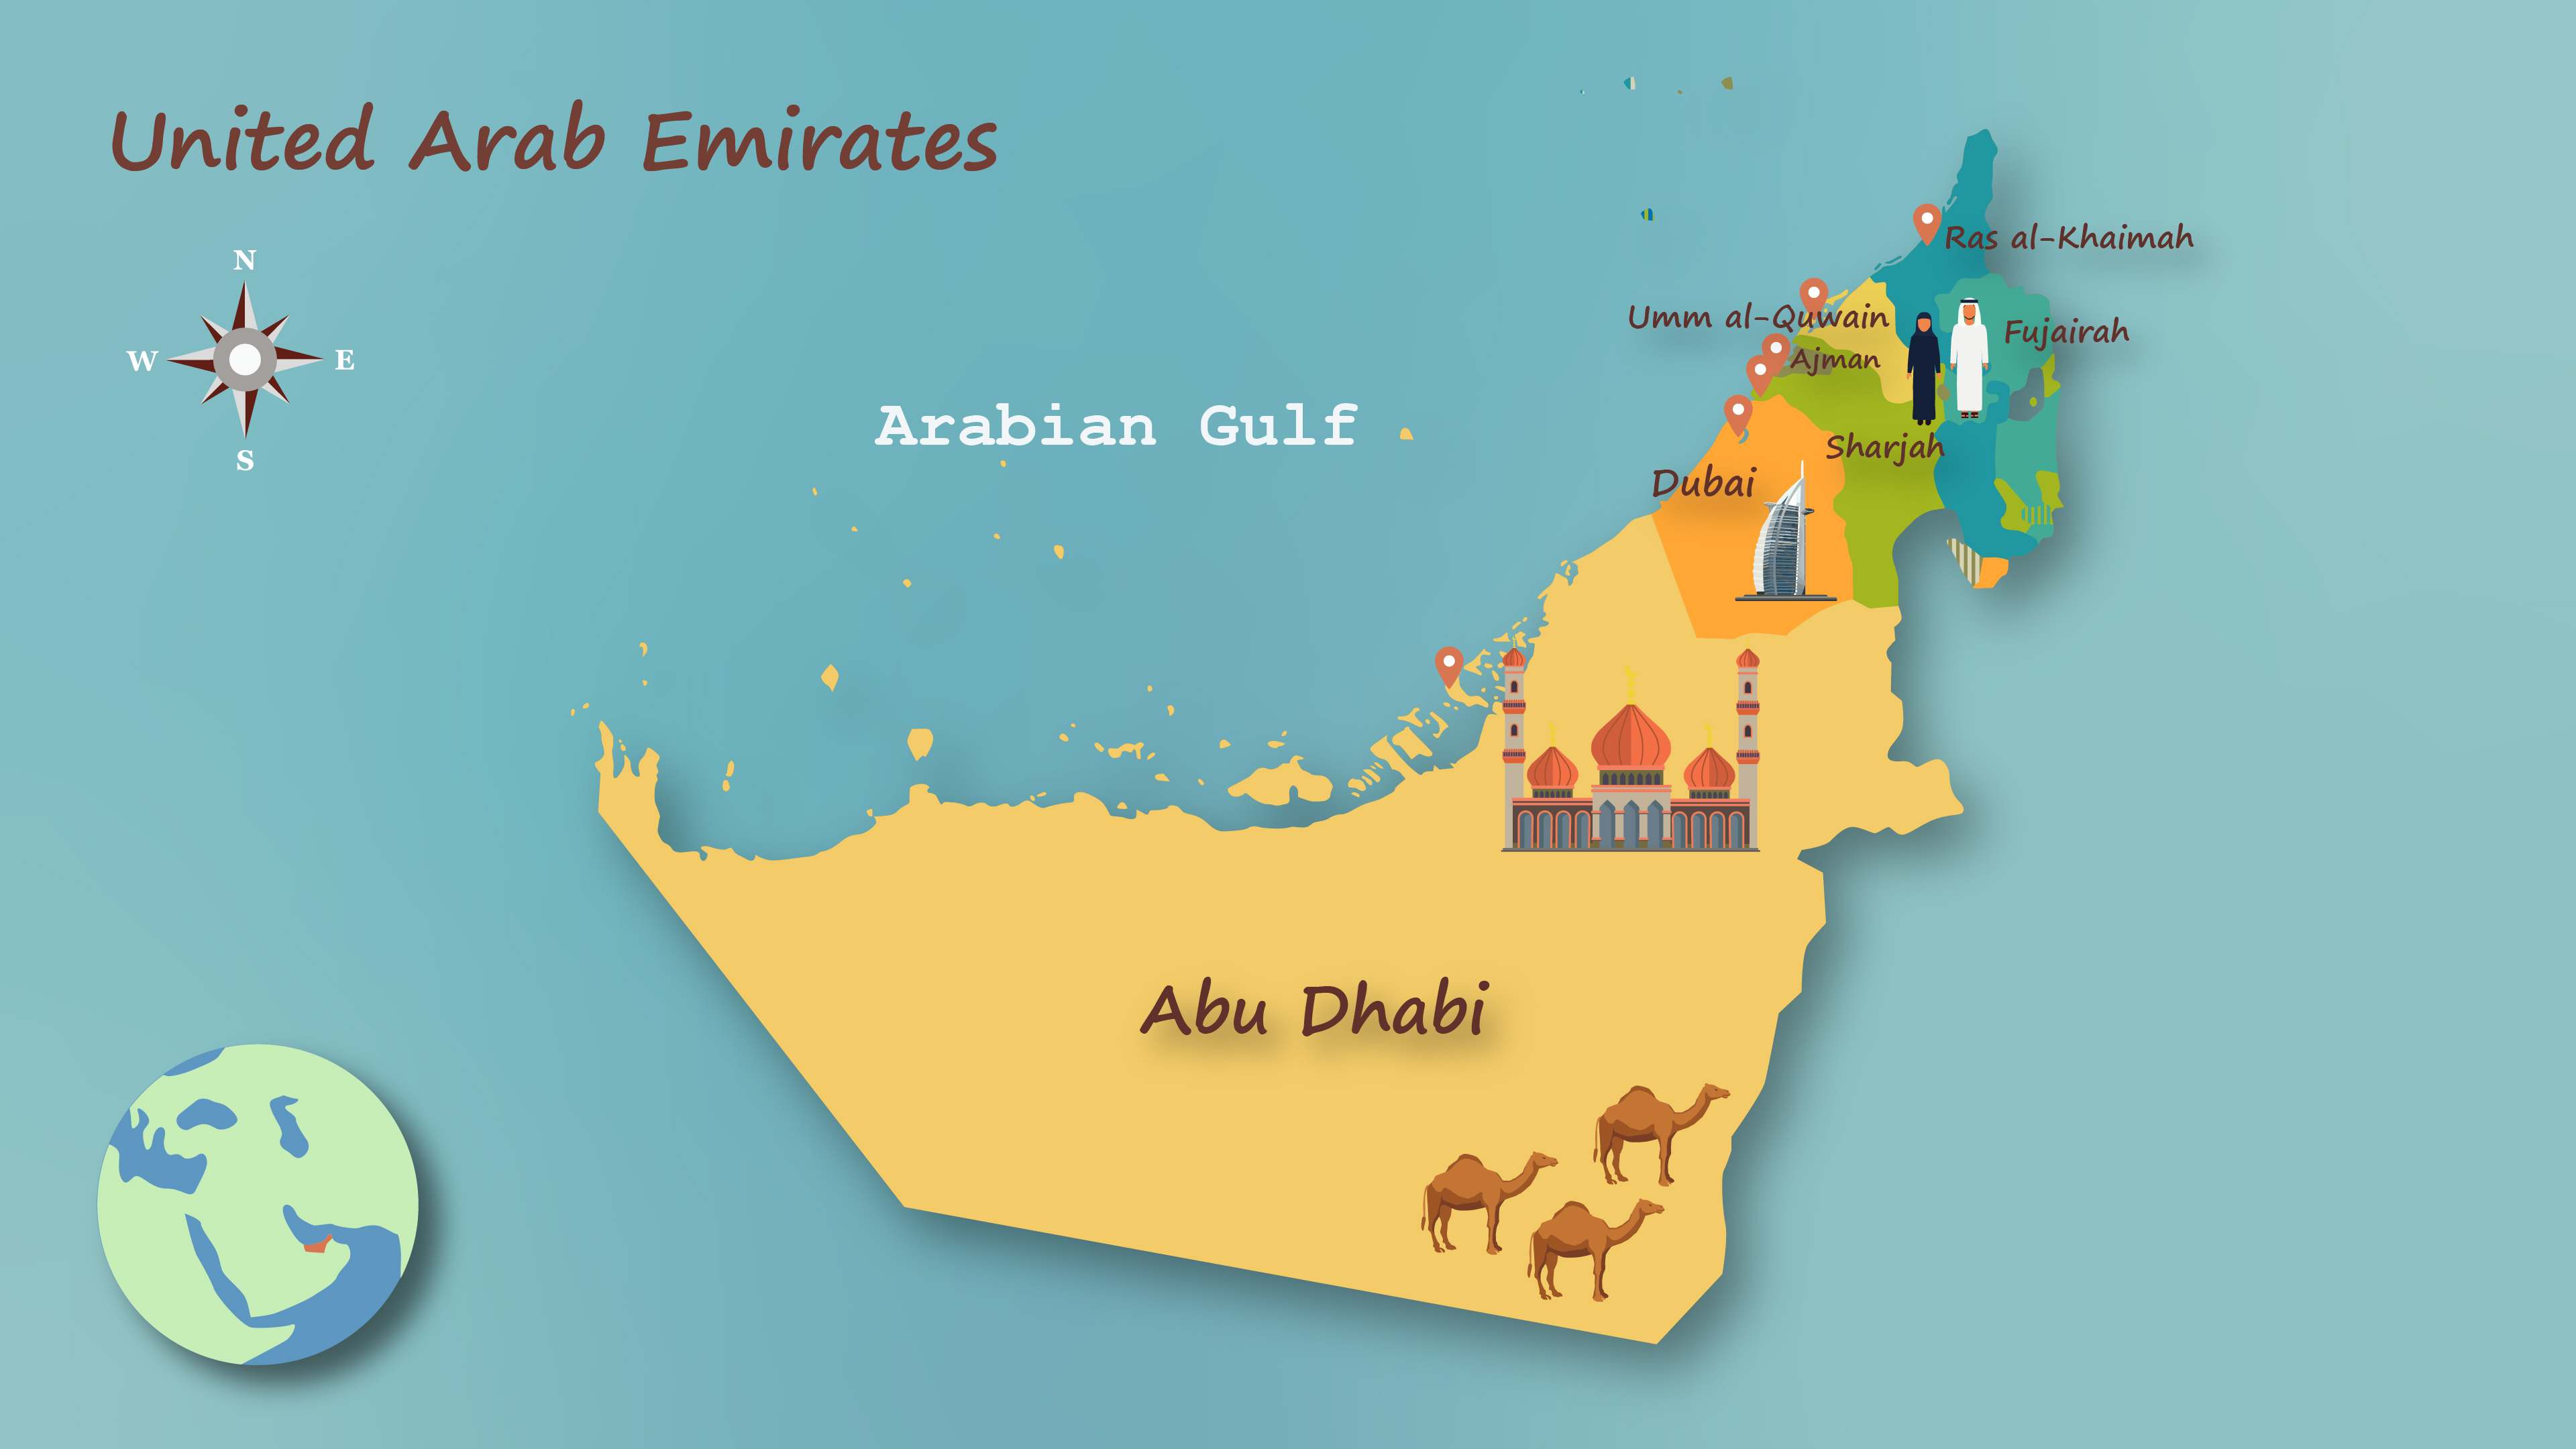 United Arab Emirates
N
W
E
S
Ras al-Khaimah
Umm al-Quwain
Fujairah
Ajman
Arabian Gulf
Sharjah
Dubai
Abu Dhabi